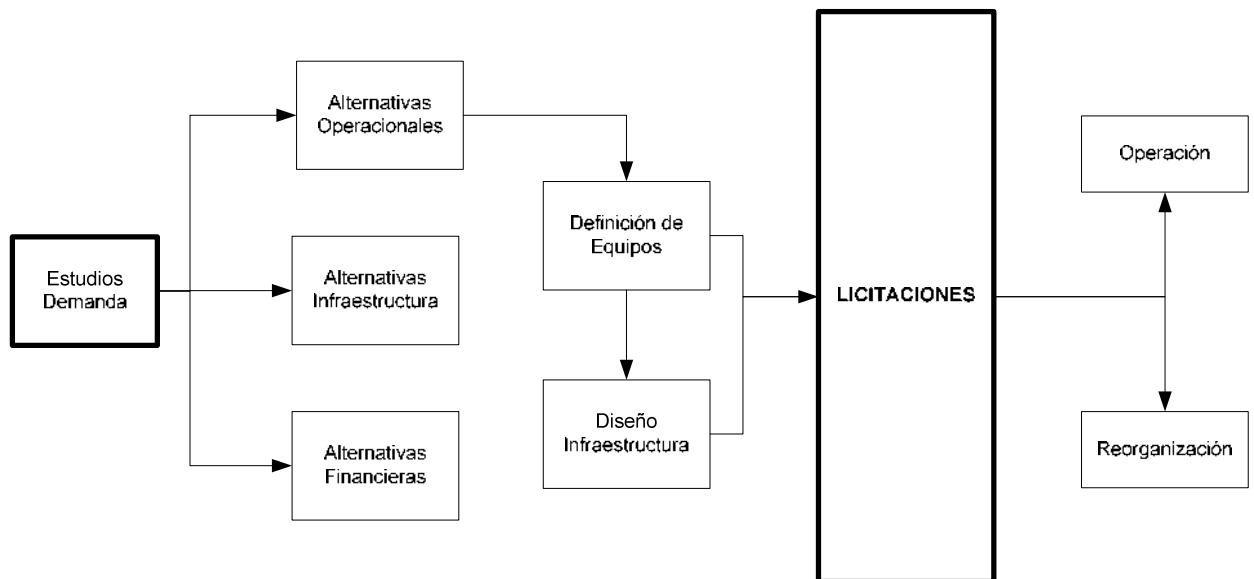 Estudios
Demanda
Alternativas
Operacionales
Alternativas
Infraestructura
Alternativas
Financieras
Definición de
Equipos
Diseño
Infraestructura
LICITACIONES
Operación
Reorganización